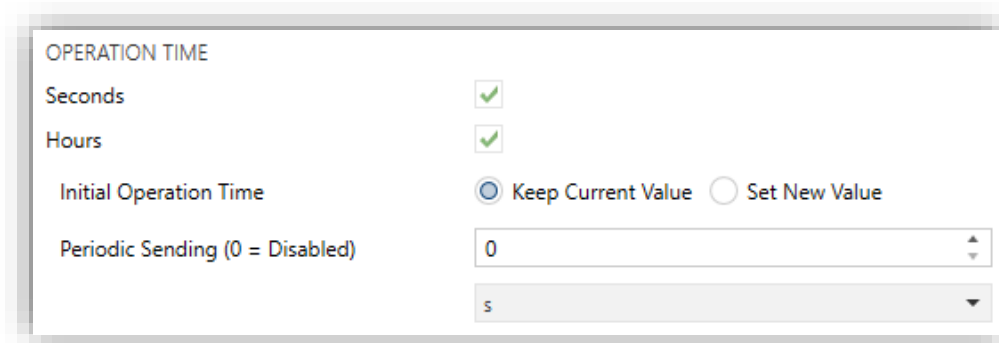 OPERATION TIME
Seconds
Hours
Initial Operation Time Keep Current Value Set New Value
Periodic Sending (0 = Disabled) 0
s